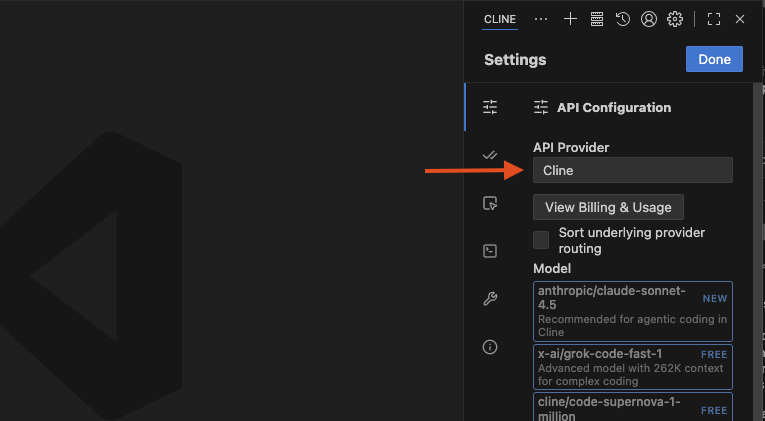 CLINE
Settings
Done
API Configuration
API Provider
Cline
View Billing & Usage
Sort underlying provider
routing
Model
anthropic/claude-sonnet-
4.5
NEW
Recommended for agentic coding in
Cline
x-ai/grok-code-fast-1
FREE
Advanced model with 262K context
for complex coding
cline/code-supernova-1-
million
FREE